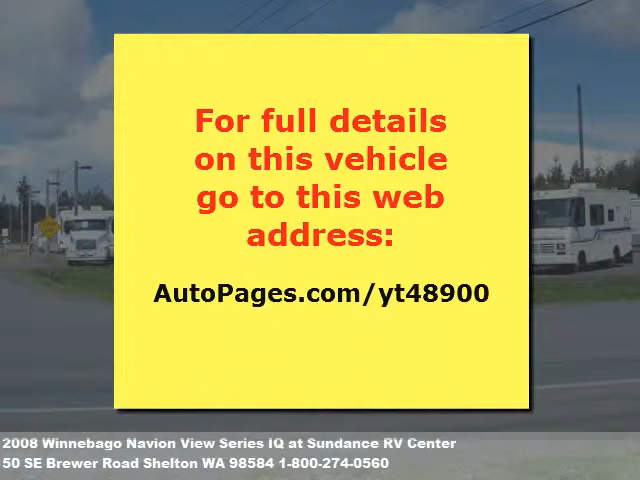 For full details
on this vehicle
go to this web
address:
AutoPages.com/yt48900
2008 Winnebago Navion View Series IQ at Sundance RV Center
50 SE Brewer Road Shelton WA 98584 1-800-274-0560